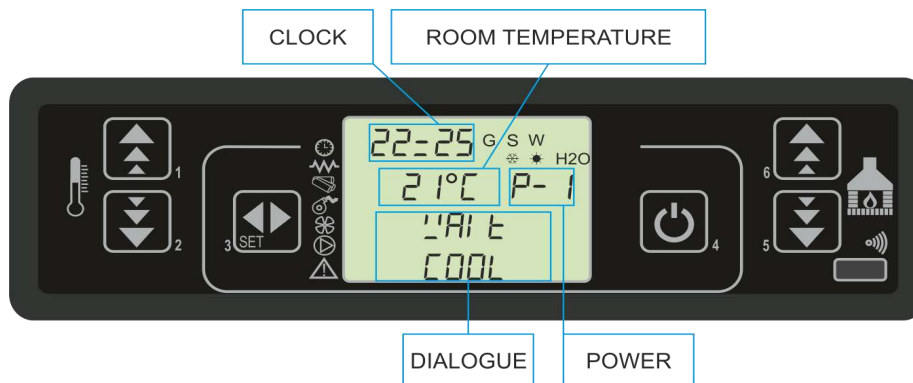 CLOCK
ROOM TEMPERATURE
22=25 G S W
H2O
21°C P- 1
1
6
WAIt
3 SET
4
2
5
COOL
DIALOGUE
POWER